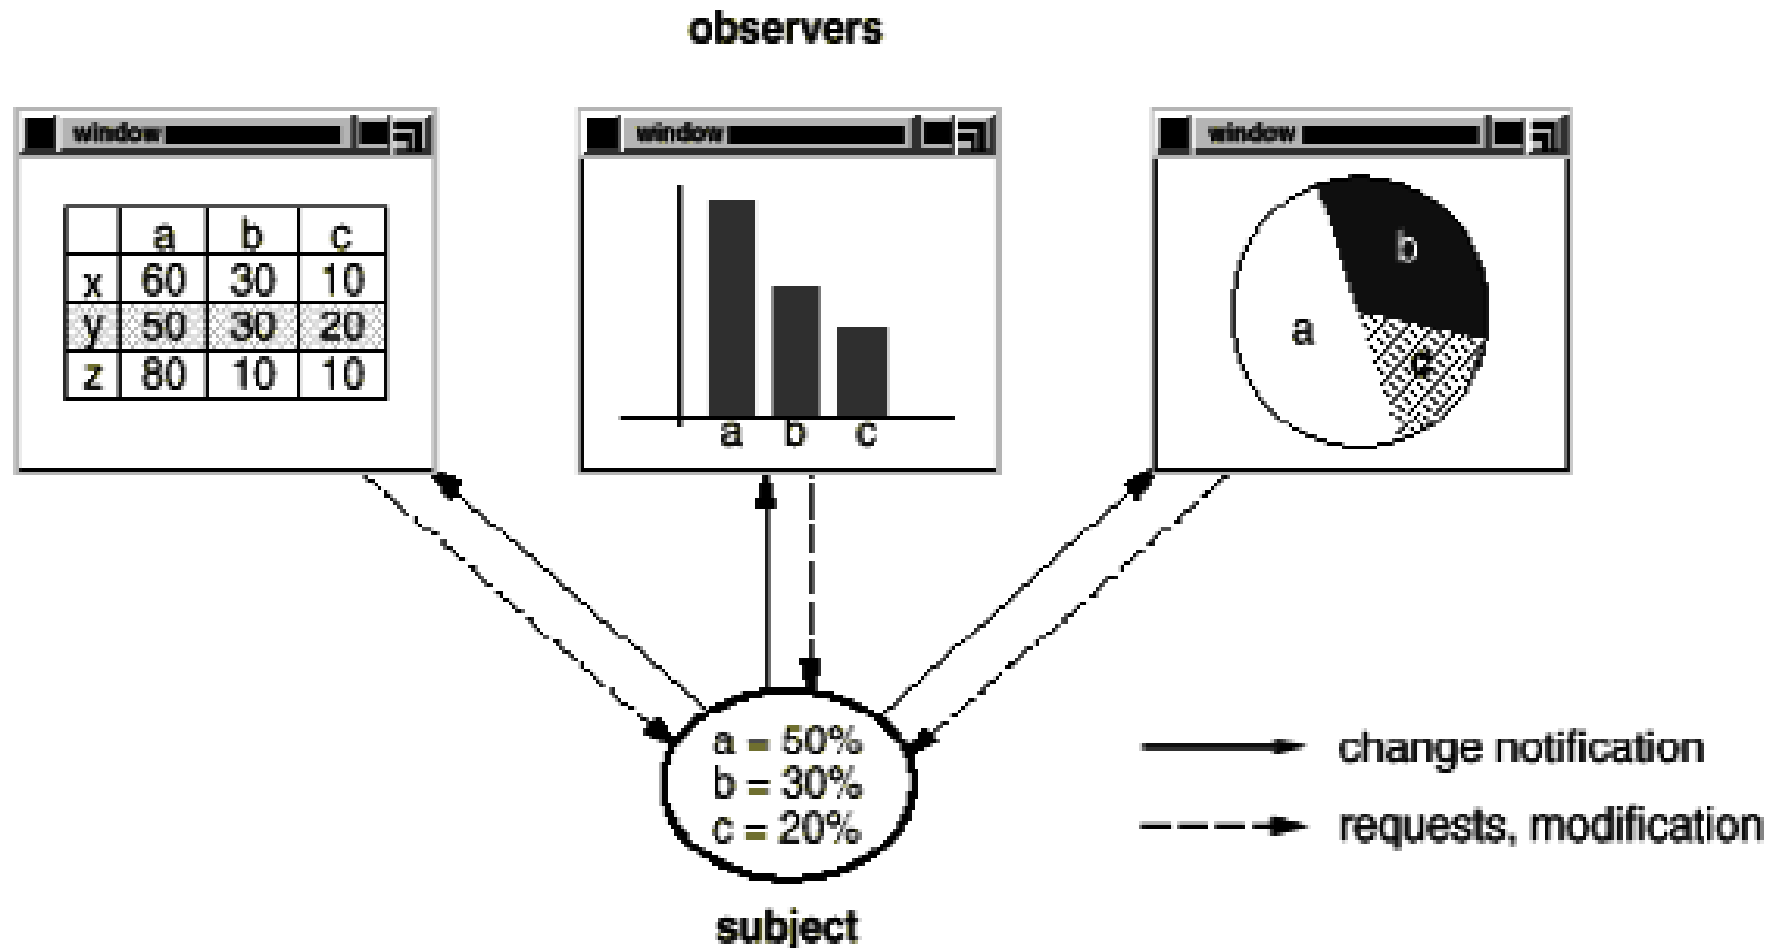 observers
window
window
window
a b c
x 60 30 10
y 50 30 20
z 80 10 10
a b c
b
a
c
a = 50%
b = 30%
c = 20%
change notification
requests, modification
subject